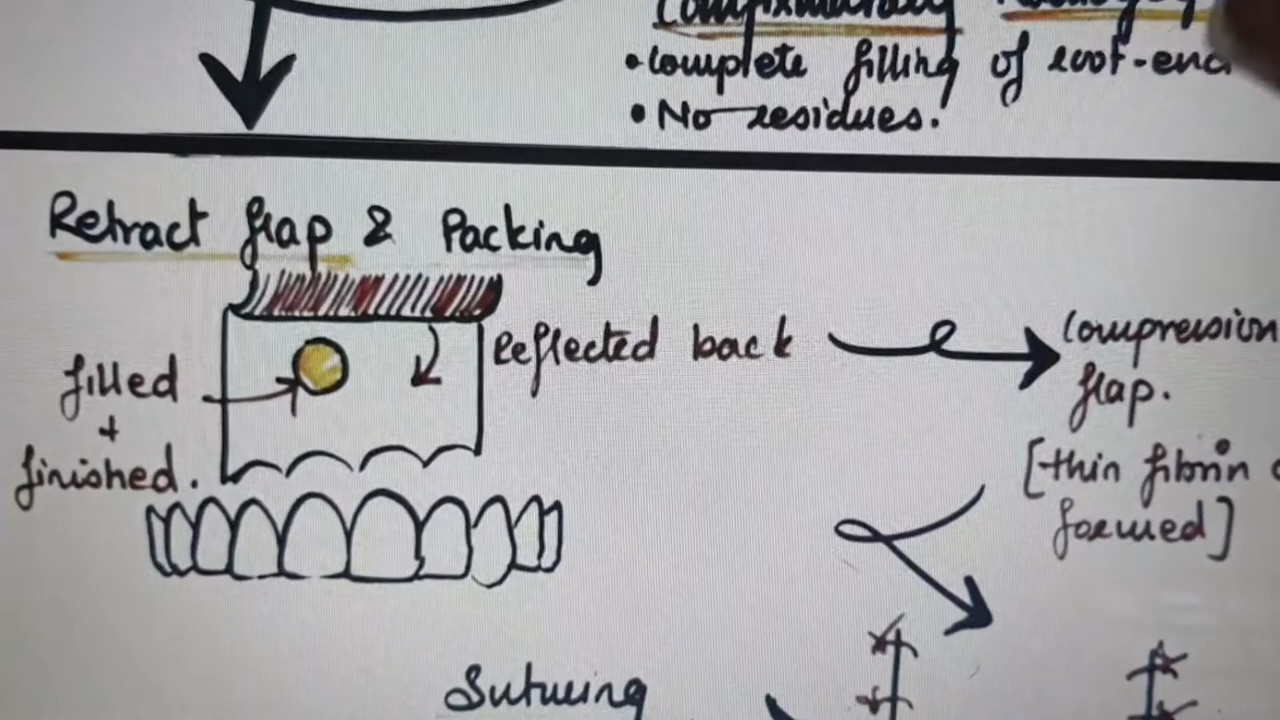 • complete filling of root-end
• No residues.
Retract flap & Packing
Reflected back
filled
+
finished.
Compression
flap.
[thin fibrin
formed]
Suturing